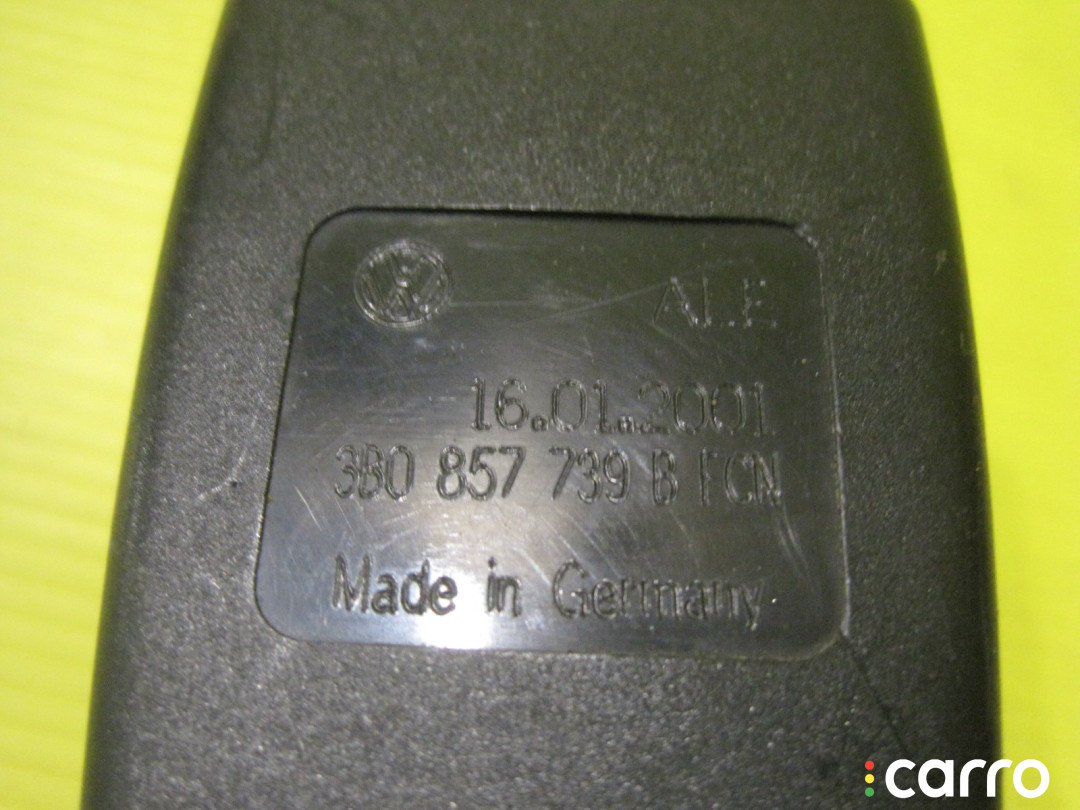 ALE
16.01.2001
3B0 857 739 B FCN
Made in Germany
carro